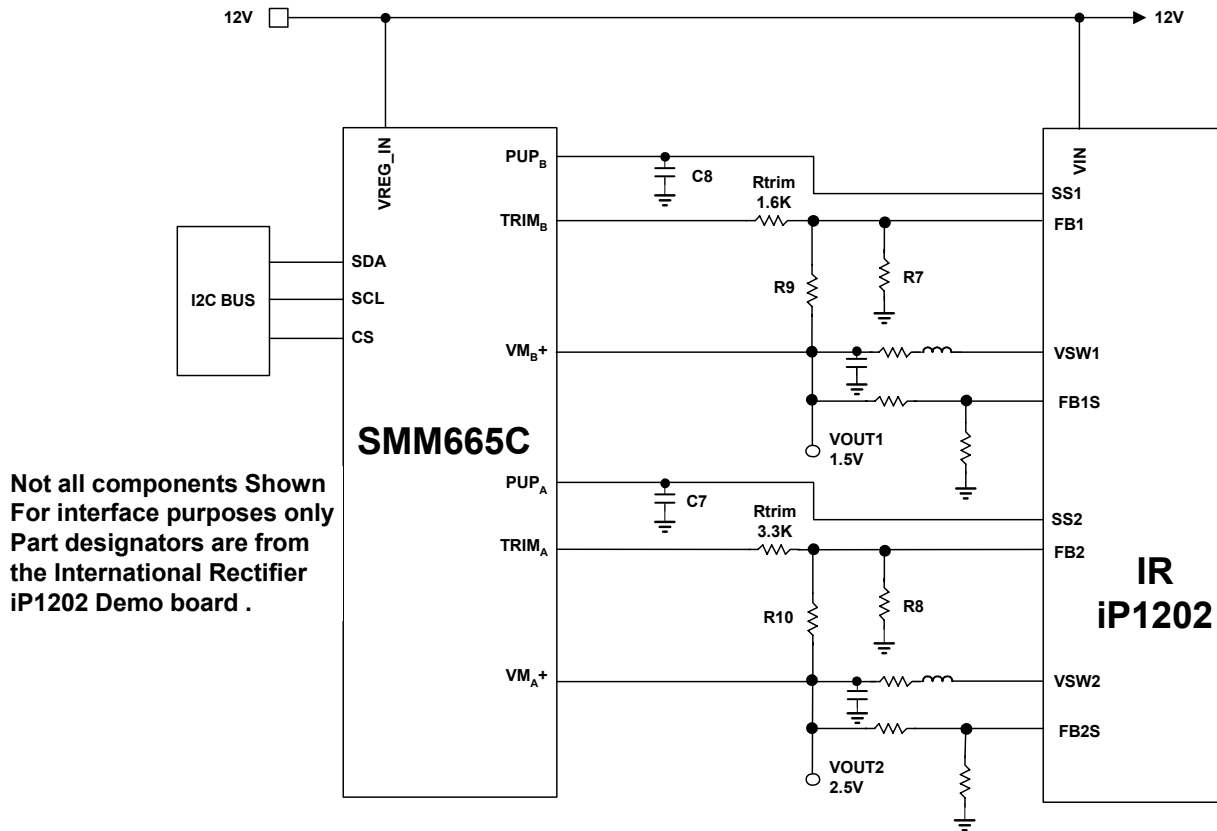 12V
12V
VREG_IN
VIN
PUPB
C8
Rtrim
1.6K
SS1
TRIMB
FB1
SDA
R7
I2C BUS
SCL
R9
CS
VMB+
VSW1
FB1S
SMM665C
VOUT1
1.5V
Not all components Shown
For interface purposes only
Part designators are from
the International Rectifier
iP1202 Demo board .
PUPA
C7
Rtrim
3.3K
SS2
TRIMA
FB2
IR
iP1202
R10
R8
VMA+
VSW2
FB2S
VOUT2
2.5V